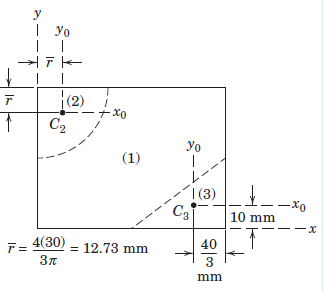 y
y₀
r̄
r̄
(2)
x₀
C₂
(1)
y₀
(3)
C₃
x₀
10 mm
x
r̄ = 4(30)/3π = 12.73 mm
40/3
mm